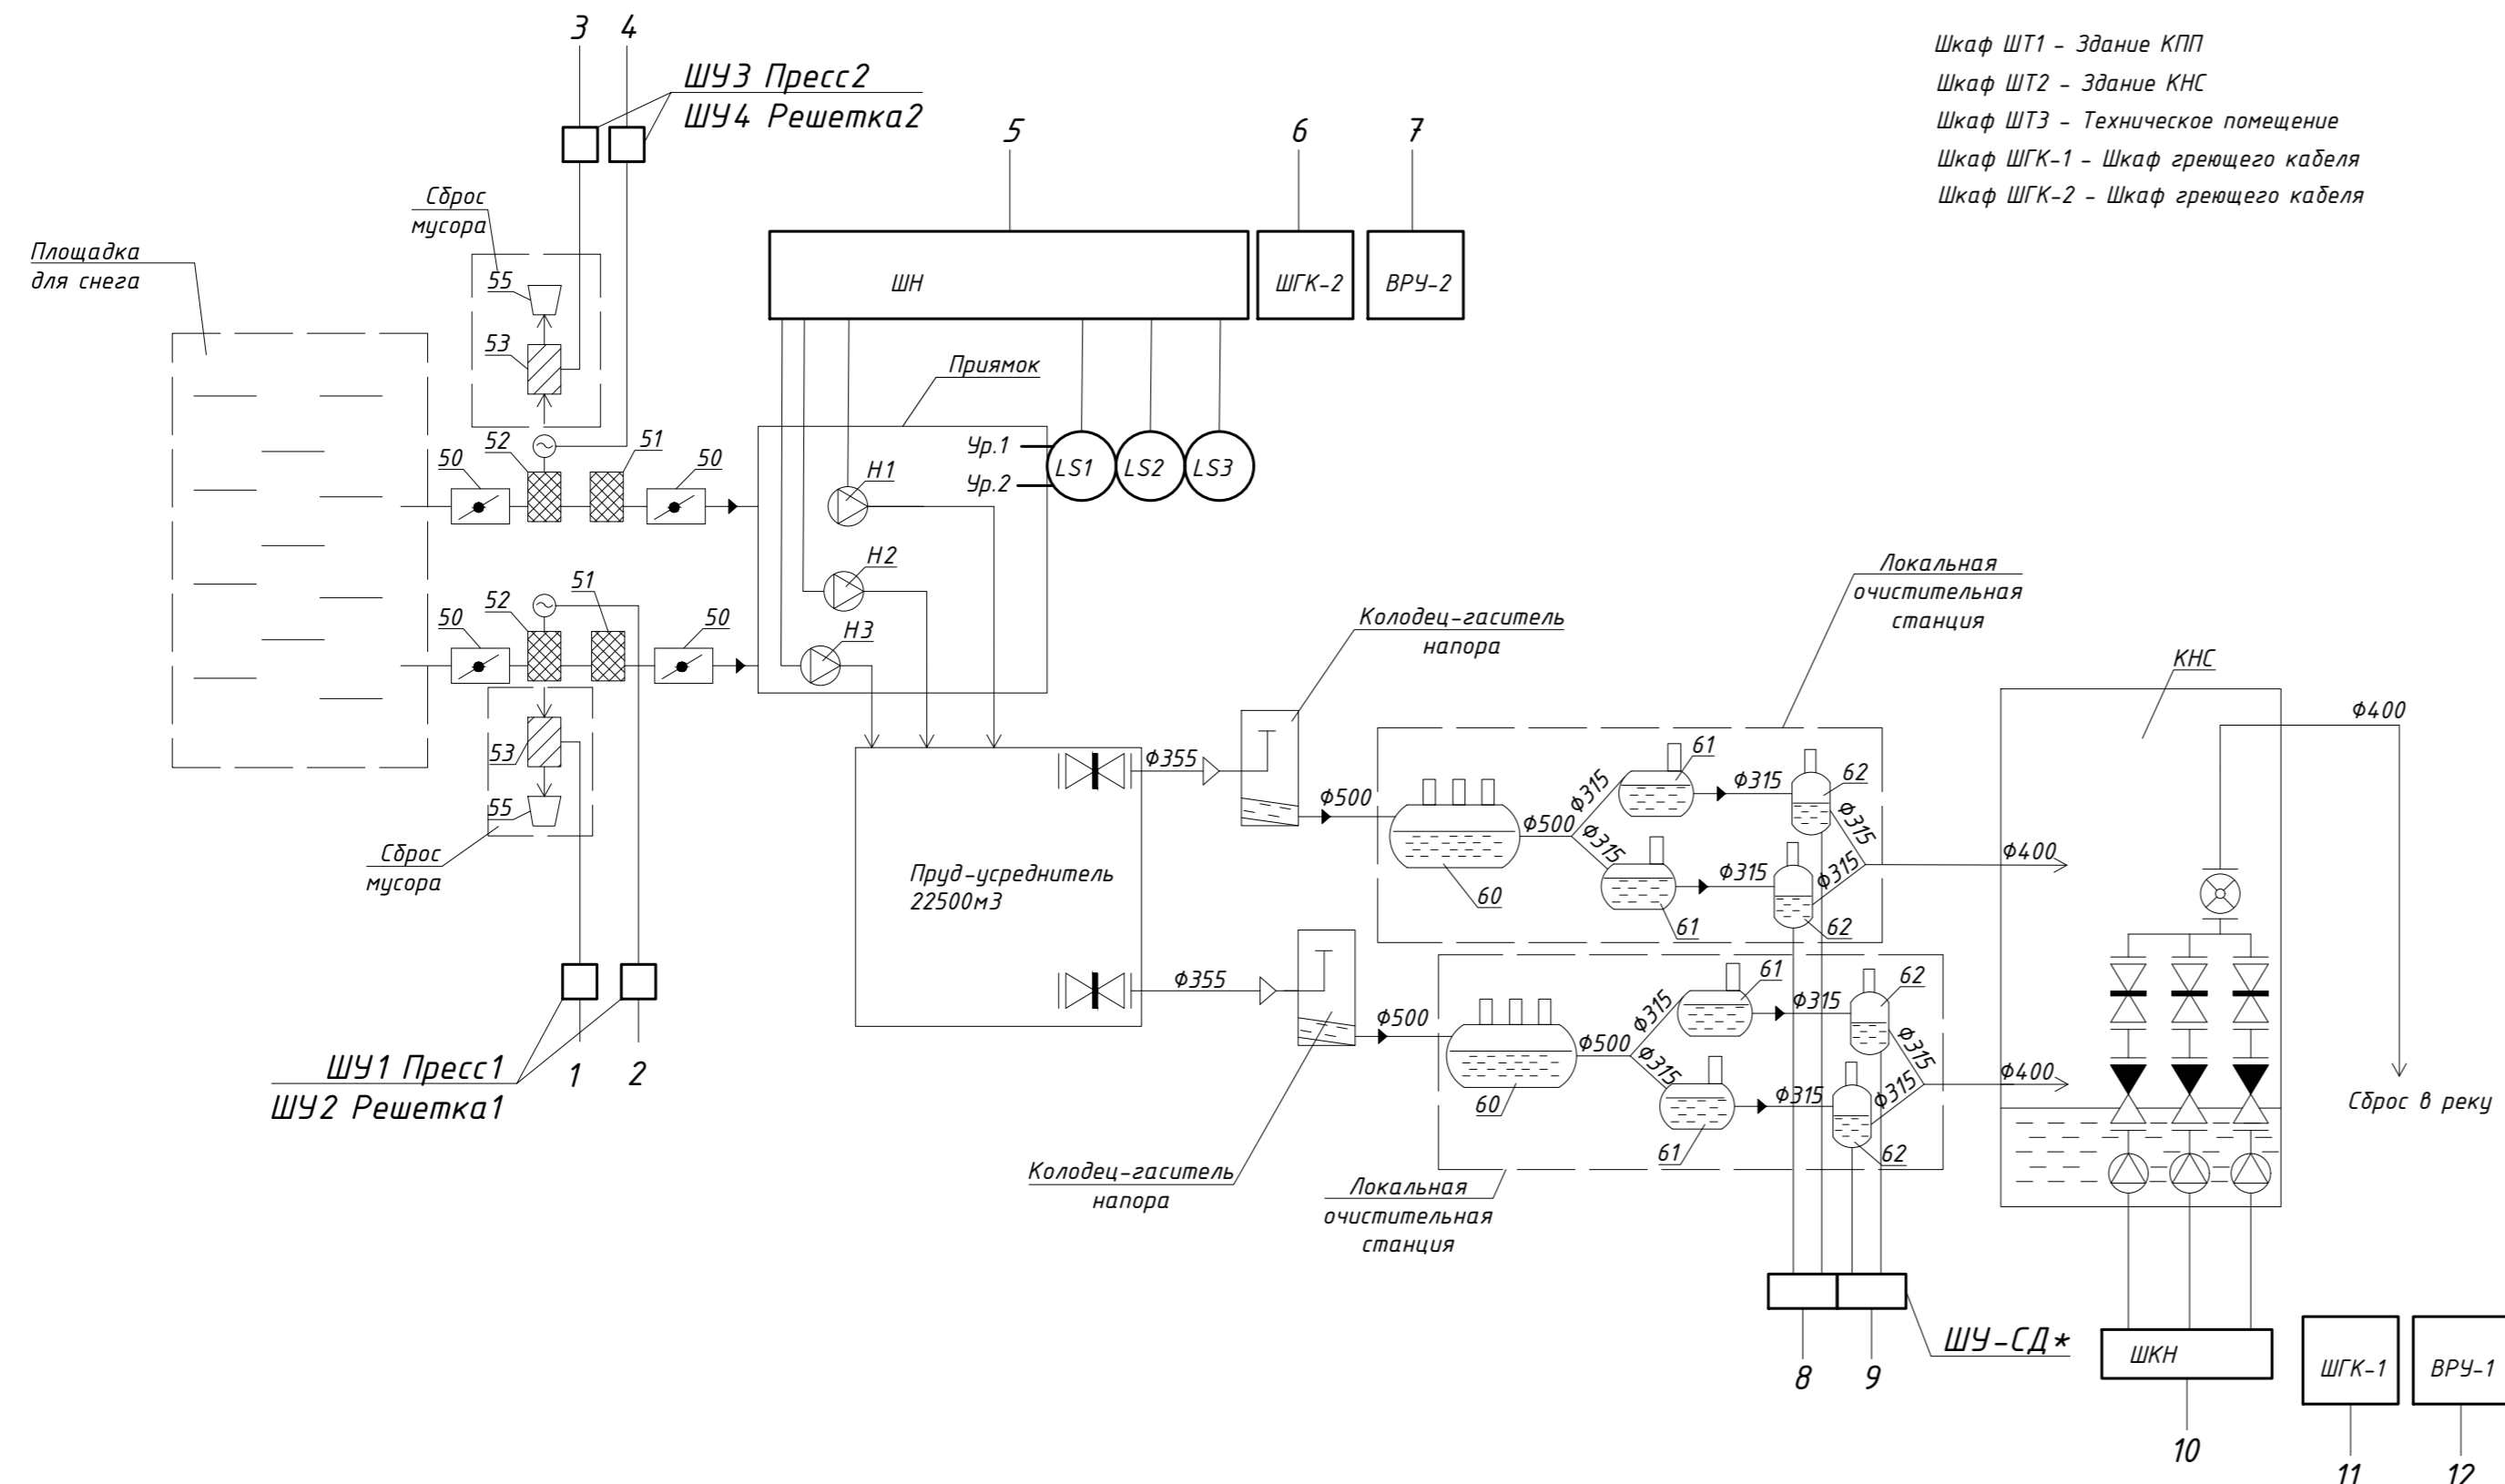 3
4
ШУ3 Пресс2
ШУ4 Решетка2
Шкаф ШТ1 - Здание КПП
Шкаф ШТ2 - Здание КНС
Шкаф ШТ3 - Техническое помещение
Шкаф ШГК-1 - Шкаф греющего кабеля
Шкаф ШГК-2 - Шкаф греющего кабеля
5
6
7
Сброс
мусора
Площадка
для снега
55
53
ШН
ШГК-2
ВРУ-2
Приямок
50
52
51
50
Ур.1
Ур.2
LS1
LS2
LS3
Н1
Н2
Н3
50
52
51
50
53
55
Сброс
мусора
ШУ1 Пресс1
ШУ2 Решетка1
1
2
Пруд-усреднитель
22500м3
Колодец-гаситель
напора
Локальная
очистительная
станция
КНС
Ф355
Ф500
60
Ф500
Ф315
Ф315
61
61
Ф315
Ф315
62
62
Ф315
Ф315
Ф400
Ф400
Ф355
Ф500
60
Ф500
Ф315
Ф315
61
61
Ф315
Ф315
62
62
Ф315
Ф315
Ф400
Сброс в реку
Колодец-гаситель
напора
Локальная
очистительная
станция
ШУ-СД*
8
9
ШКН
ШГК-1
ВРУ-1
10
11
12